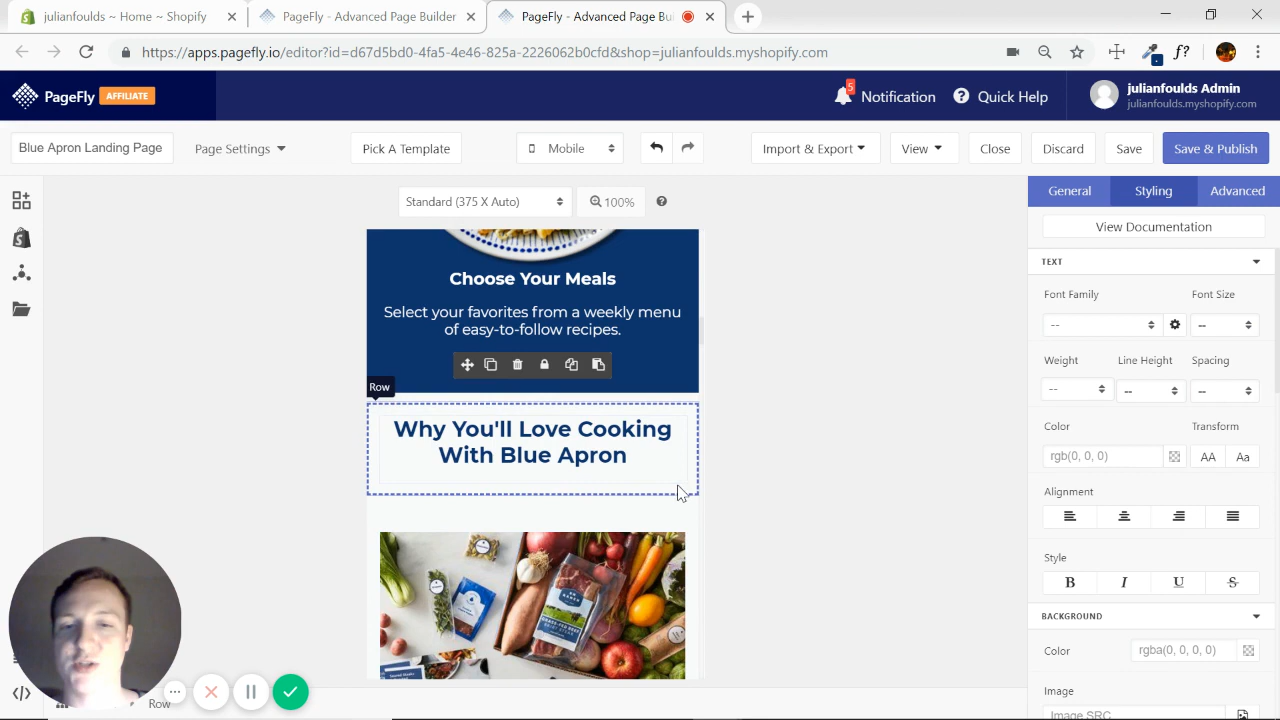 julianfoulds ~ Home ~ Shopify
PageFly - Advanced Page Builder
PageFly - Advanced Page Bui
https://apps.pagefly.io/editor?id=d67d5bd0-4fa5-4e46-825a-2226062b0cfd&shop=julianfoulds.myshopify.com
f?
PageFly AFFILIATE
5 Notification
Quick Help
julianfoulds Admin
julianfoulds.myshopify.com
Blue Apron Landing Page
Page Settings
Pick A Template
Mobile
Import & Export
View
Close
Discard
Save
Save & Publish
Standard (375 X Auto)
100%
General
Styling
Advanced
View Documentation
Choose Your Meals
Select your favorites from a weekly menu
of easy-to-follow recipes.
Row
Why You'll Love Cooking
With Blue Apron
TEXT
Font Family
Font Size
--
--
Weight
Line Height
Spacing
--
--
--
Color
Transform
rgb(0, 0, 0)
AA
Aa
Alignment
Style
B
I
U
S
BACKGROUND
Color
rgba(0, 0, 0, 0)
Image
Image SRC
Row